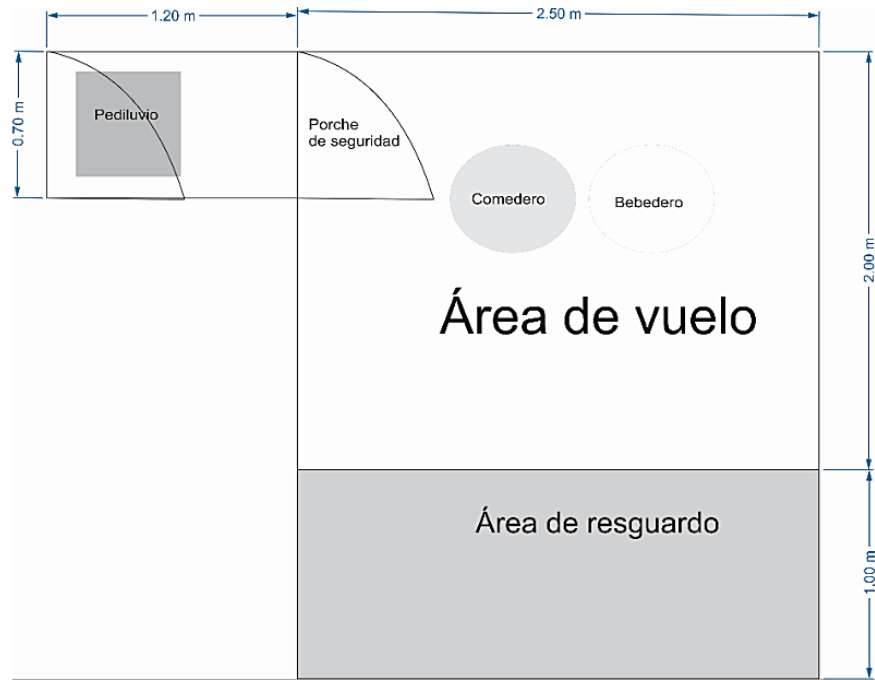 1.20 m
2.50 m
0.70 m
Pediluvio
Porche
de seguridad
Comedero
Bebedero
2.00 m
Área de vuelo
Área de resguardo
1.00 m